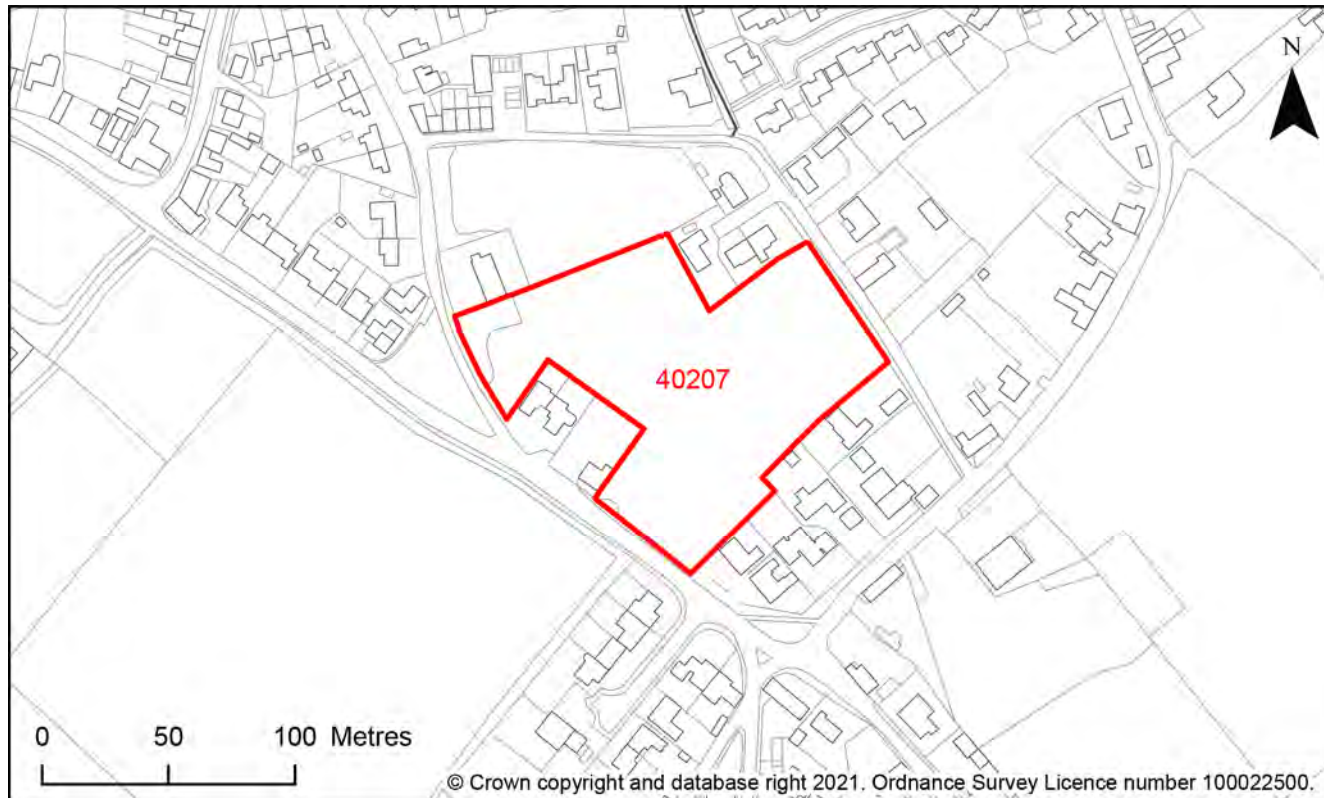 N
40207
0 50 100 Metres
© Crown copyright and database right 2021. Ordnance Survey Licence number 100022500.